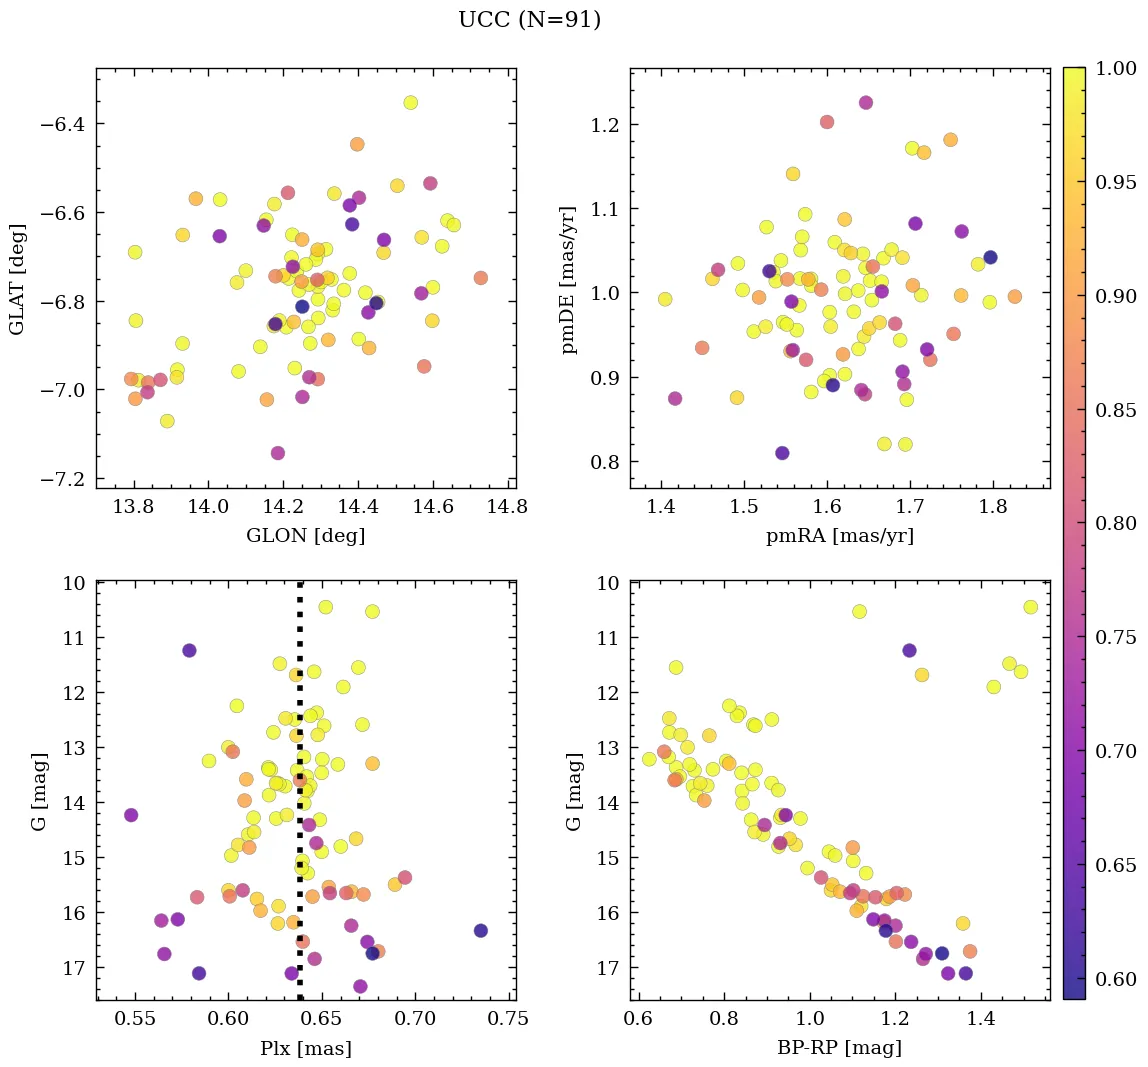 UCC (N=91)
−6.4
−6.6
−6.8
−7.0
−7.2
GLAT [deg]
13.8 14.0 14.2 14.4 14.6 14.8
GLON [deg]
1.2
1.1
1.0
0.9
0.8
pmDE [mas/yr]
1.4 1.5 1.6 1.7 1.8
pmRA [mas/yr]
10
11
12
13
14
15
16
17
G [mag]
0.55 0.60 0.65 0.70 0.75
Plx [mas]
10
11
12
13
14
15
16
17
G [mag]
0.6 0.8 1.0 1.2 1.4
BP-RP [mag]
1.00
0.95
0.90
0.85
0.80
0.75
0.70
0.65
0.60